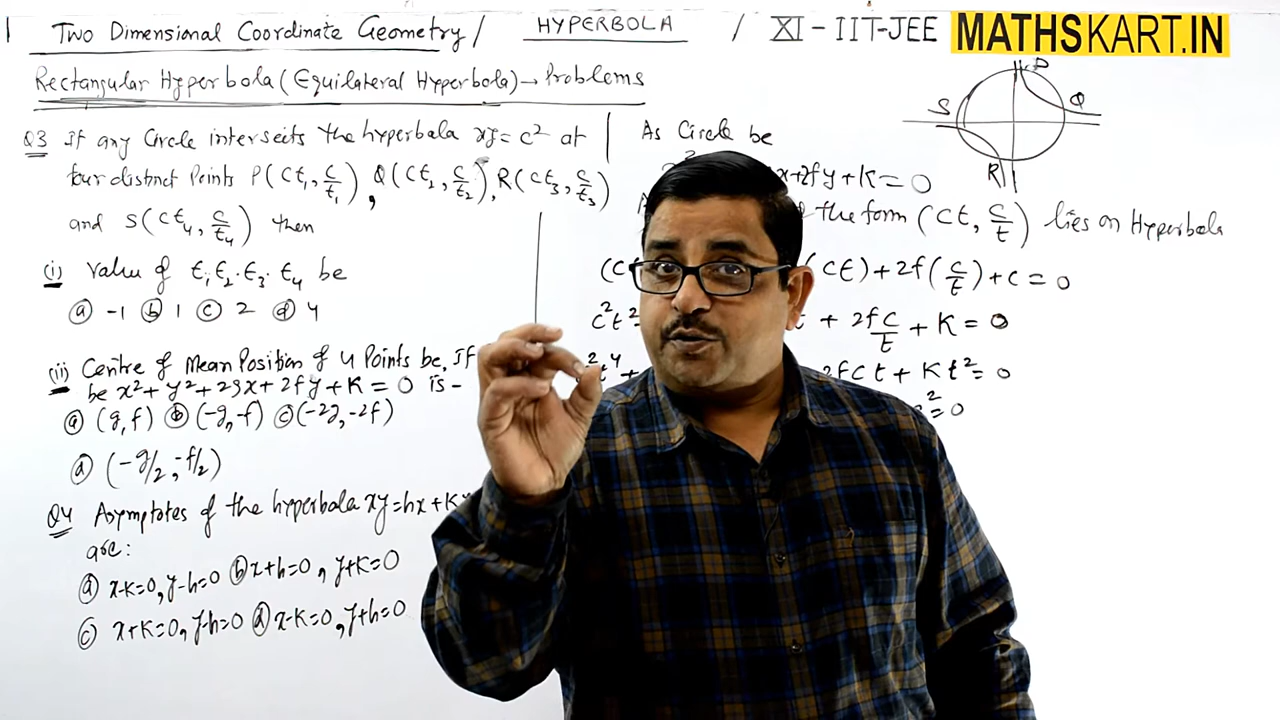 Two Dimensional Coordinate Geometry / HYPERBOLA / XI - IIT-JEE MATHSKART.IN
Rectangular Hyperbola (Equilateral Hyperbola) → Problems
Q3 If any Circle intersects the hyperbola xy = c² at
four distinct Points P(ct₁, c/t₁), Q(ct₂, c/t₂), R(ct₃, c/t₃)
and S(ct₄, c/t₄) then
(i) Value of t₁.t₂.t₃.t₄ be
(a) -1 (b) 1 (c) 2 (d) 4
(ii) Centre of Mean Position of 4 Points be, If
be x² + y² + 2gx + 2fy + K = 0 is -
(a) (g, f) (b) (-g, -f) (c) (-2g, -2f)
(d) (-g/2, -f/2)
Q4 Asymptotes of the hyperbola xy = hx + K
are:
(a) x-K=0, y-h=0 (b) x+h=0, y+K=0
(c) x+K=0, y-h=0 (d) x-K=0, y+h=0
P
S Q
R
As Circle be
x+2fy+K=0
the form (ct, c/t) lies on Hyperbola
(ct)+2f(c/t)+c=0
c²t² + 2fc/t + K = 0
²t⁴ 2fct + Kt² = 0
²=0